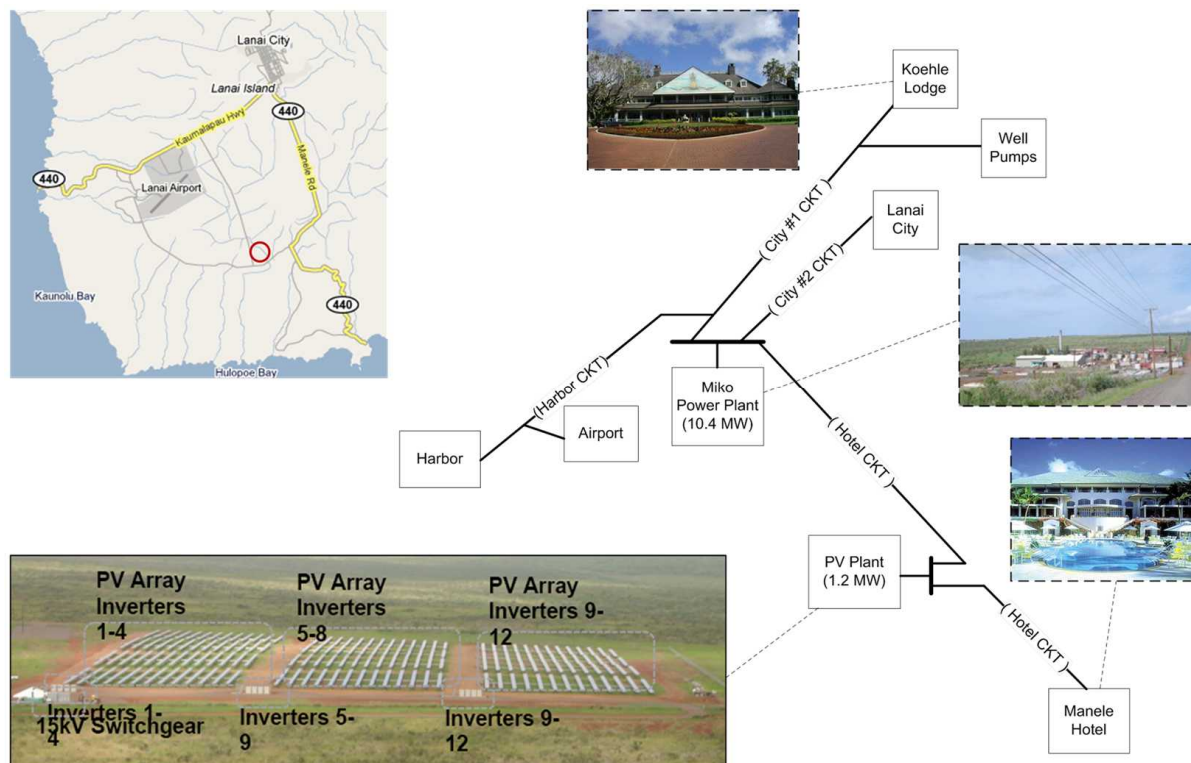 Lanai City
Lanai Island
440
Kaumalapau Hwy
Manele Rd
440
Lanai Airport
440
Kaunolu Bay
Hulopoe Bay
Koehle
Lodge
Well
Pumps
( City #1 CKT )
Lanai
City
( City #2 CKT)
(Harbor CKT)
Miko
Power Plant
(10.4 MW)
Airport
Harbor
( Hotel CKT )
PV Plant
(1.2 MW)
( Hotel CKT )
Manele
Hotel
PV Array
Inverters
1-4
PV Array
Inverters
5-8
PV Array
Inverters 9-
12
Inverters 1-
4
15kV Switchgear
Inverters 5-
9
Inverters 9-
12